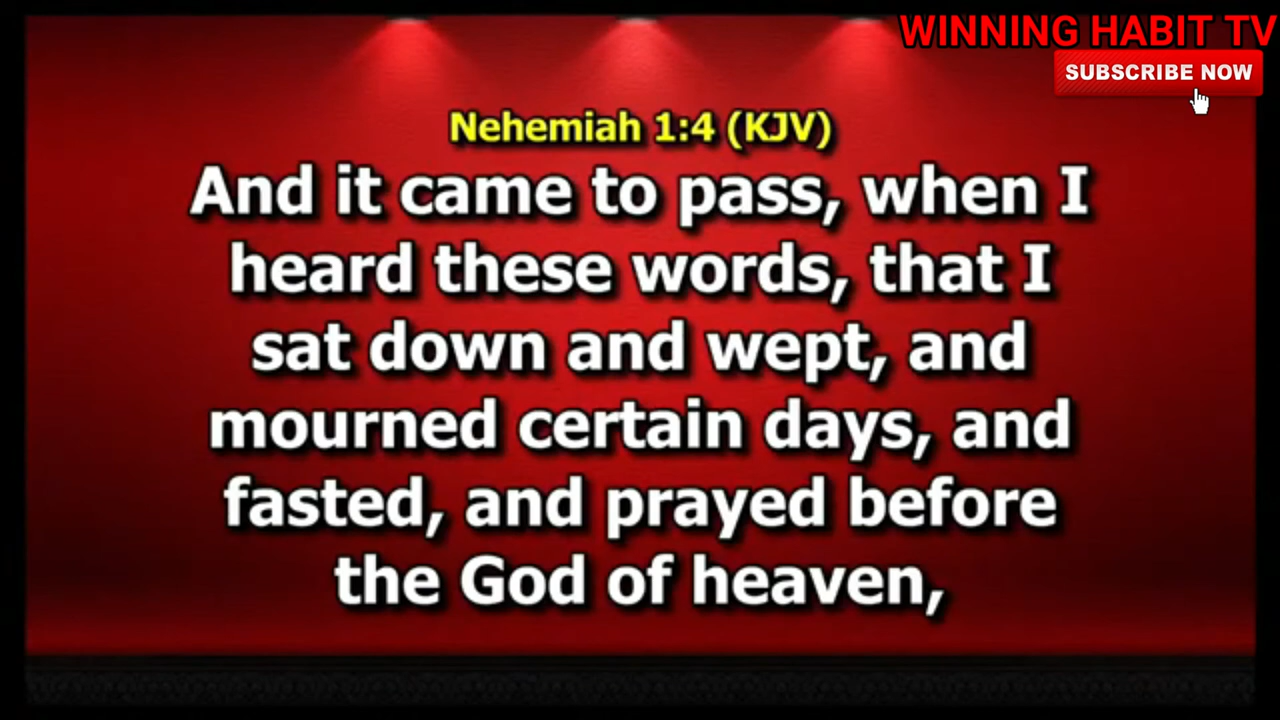 WINNING HABIT TV
SUBSCRIBE NOW
Nehemiah 1:4 (KJV)
And it came to pass, when I
heard these words, that I
sat down and wept, and
mourned certain days, and
fasted, and prayed before
the God of heaven,